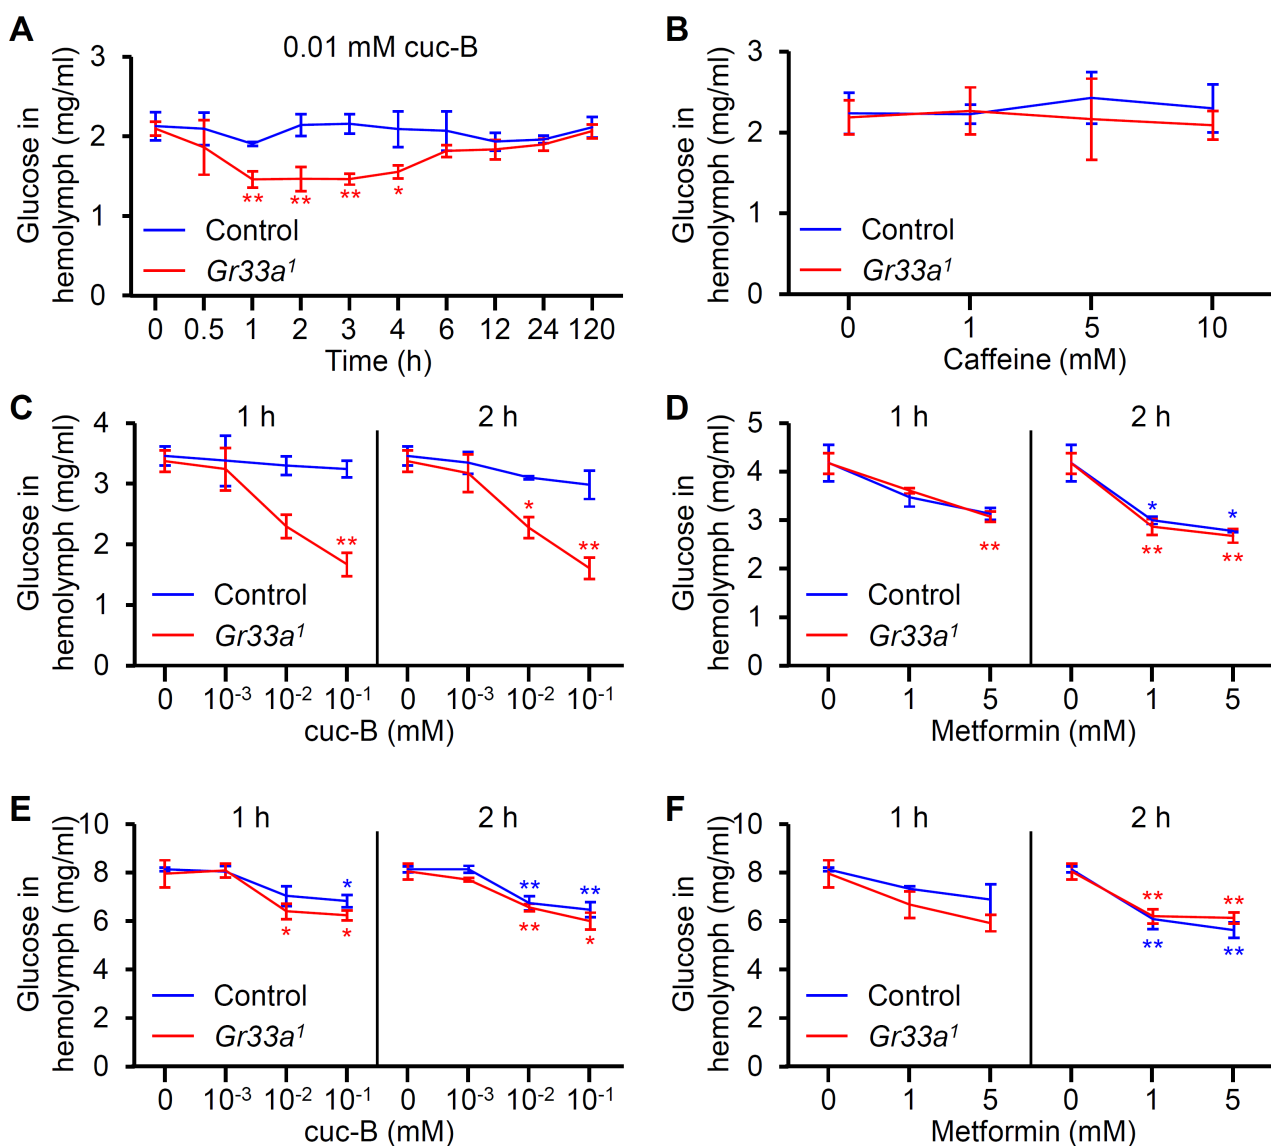 A
0.01 mM cuc-B
Glucose in
hemolymph (mg/ml)
3
2
1
0
** ** ** *
Control
Gr33a¹
0 0.5 1 2 3 4 6 12 24 120
Time (h)
B
Glucose in
hemolymph (mg/ml)
3
2
1
0
Control
Gr33a¹
0 1 5 10
Caffeine (mM)
C
1 h 2 h
Glucose in
hemolymph (mg/ml)
4
3
2
1
0
** * **
Control
Gr33a¹
0 10⁻³ 10⁻² 10⁻¹ 0 10⁻³ 10⁻² 10⁻¹
cuc-B (mM)
D
1 h 2 h
Glucose in
hemolymph (mg/ml)
5
4
3
2
1
0
* *
** ** **
Control
Gr33a¹
0 1 5 0 1 5
Metformin (mM)
E
1 h 2 h
Glucose in
hemolymph (mg/ml)
10
8
6
4
2
0
* ** **
* * ** *
Control
Gr33a¹
0 10⁻³ 10⁻² 10⁻¹ 0 10⁻³ 10⁻² 10⁻¹
cuc-B (mM)
F
1 h 2 h
Glucose in
hemolymph (mg/ml)
10
8
6
4
2
0
** **
** **
Control
Gr33a¹
0 1 5 0 1 5
Metformin (mM)